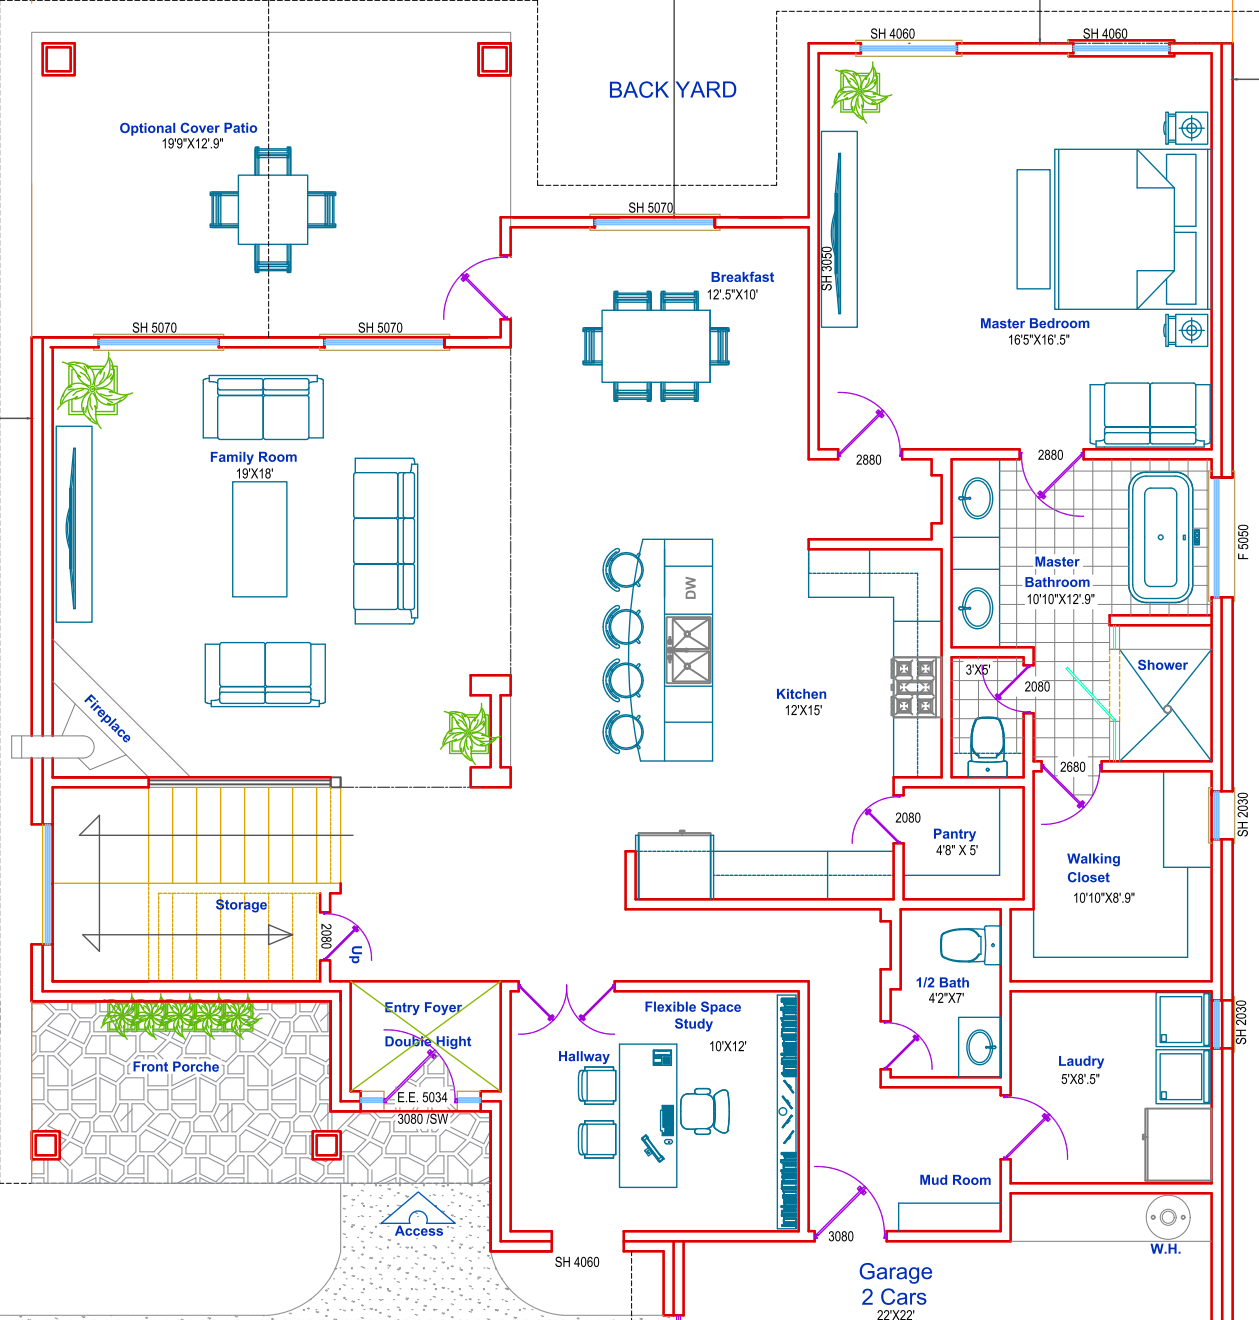 SH 4060
SH 4060
BACK YARD
Optional Cover Patio
19'9"X12'.9"
SH 5070
SH 3050
Breakfast
12'.5"X10'
Master Bedroom
16'5"X16'.5"
SH 5070
SH 5070
Family Room
19'X18'
2880
2880
F 5050
Master
Bathroom
10'10"X12'.9"
DW
Kitchen
12'X15'
3'X5'
2080
Shower
Fireplace
2680
2080
Pantry
4'8" X 5'
SH 2030
Walking
Closet
10'10"X8'.9"
Storage
2080
Up
1/2 Bath
4'2"X7'
Entry Foyer
Double Hight
Flexible Space
Study
10'X12'
Hallway
SH 2030
Laudry
5'X8'.5"
Front Porche
E.E. 5034
3080 /SW
Mud Room
Access
3080
W.H.
SH 4060
Garage
2 Cars
22'X22'